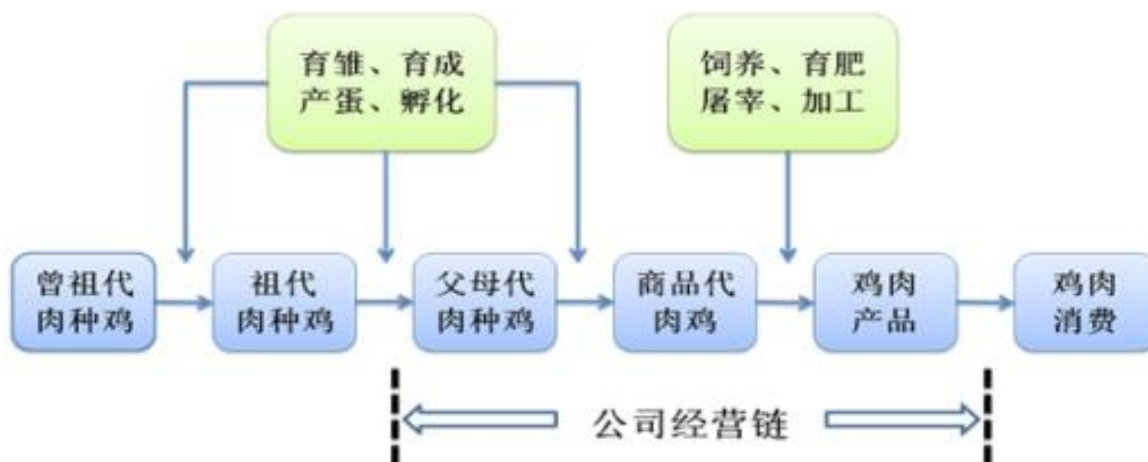 育雏、育成
产蛋、孵化
饲养、育肥
屠宰、加工
曾祖代
肉种鸡
祖代
肉种鸡
父母代
肉种鸡
商品代
肉鸡
鸡肉
产品
鸡肉
消费
公司经营链